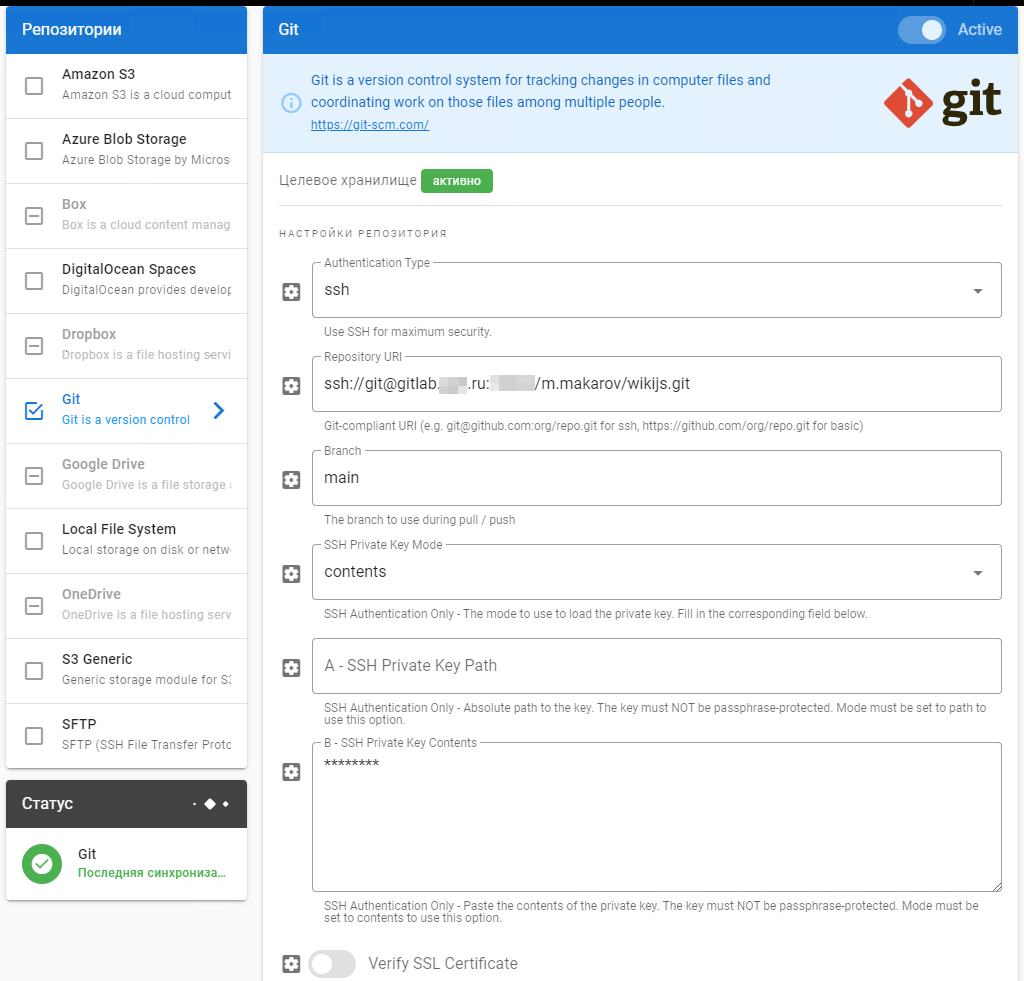 Репозитории
Amazon S3
Amazon S3 is a cloud comput
Azure Blob Storage
Azure Blob Storage by Micros
Box
Box is a cloud content manag
DigitalOcean Spaces
DigitalOcean provides develop
Dropbox
Dropbox is a file hosting servi
Git
Git is a version control
Google Drive
Google Drive is a file storage
Local File System
Local storage on disk or netw
OneDrive
OneDrive is a file hosting serv
S3 Generic
Generic storage module for S3
SFTP
SFTP (SSH File Transfer Proto
Статус
Git
Последняя синхрониза...
Git
Active
Git is a version control system for tracking changes in computer files and
coordinating work on those files among multiple people.
https://git-scm.com/
git
Целевое хранилище активно
НАСТРОЙКИ РЕПОЗИТОРИЯ
Authentication Type
ssh
Use SSH for maximum security.
Repository URI
ssh://git@gitlab. .ru: /m.makarov/wikijs.git
Git-compliant URI (e.g. git@github.com:org/repo.git for ssh, https://github.com/org/repo.git for basic)
Branch
main
The branch to use during pull / push
SSH Private Key Mode
contents
SSH Authentication Only - The mode to use to load the private key. Fill in the corresponding field below.
A - SSH Private Key Path
SSH Authentication Only - Absolute path to the key. The key must NOT be passphrase-protected. Mode must be set to path to
use this option.
B - SSH Private Key Contents
********
SSH Authentication Only - Paste the contents of the private key. The key must NOT be passphrase-protected. Mode must be
set to contents to use this option.
Verify SSL Certificate